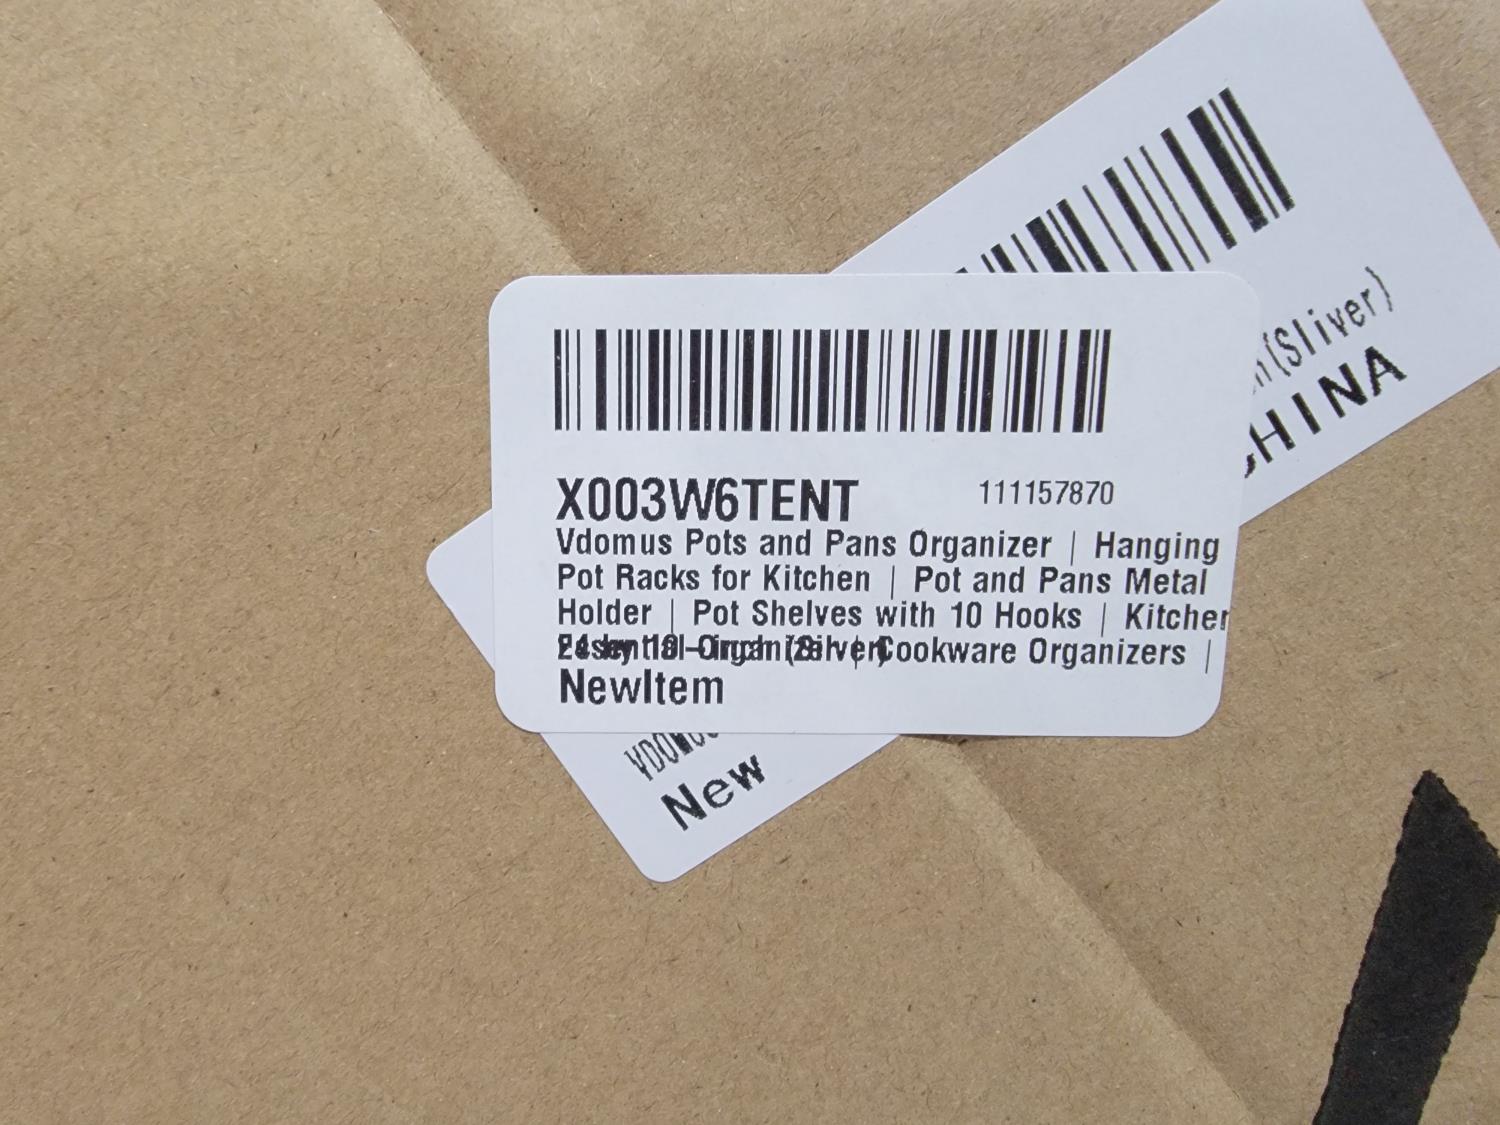 X003W6TENT 111157870
Vdomus Pots and Pans Organizer | Hanging
Pot Racks for Kitchen | Pot and Pans Metal
Holder | Pot Shelves with 10 Hooks | Kitchen
Cookware Organizers |
NewItem
(Sliver)
CHINA
New